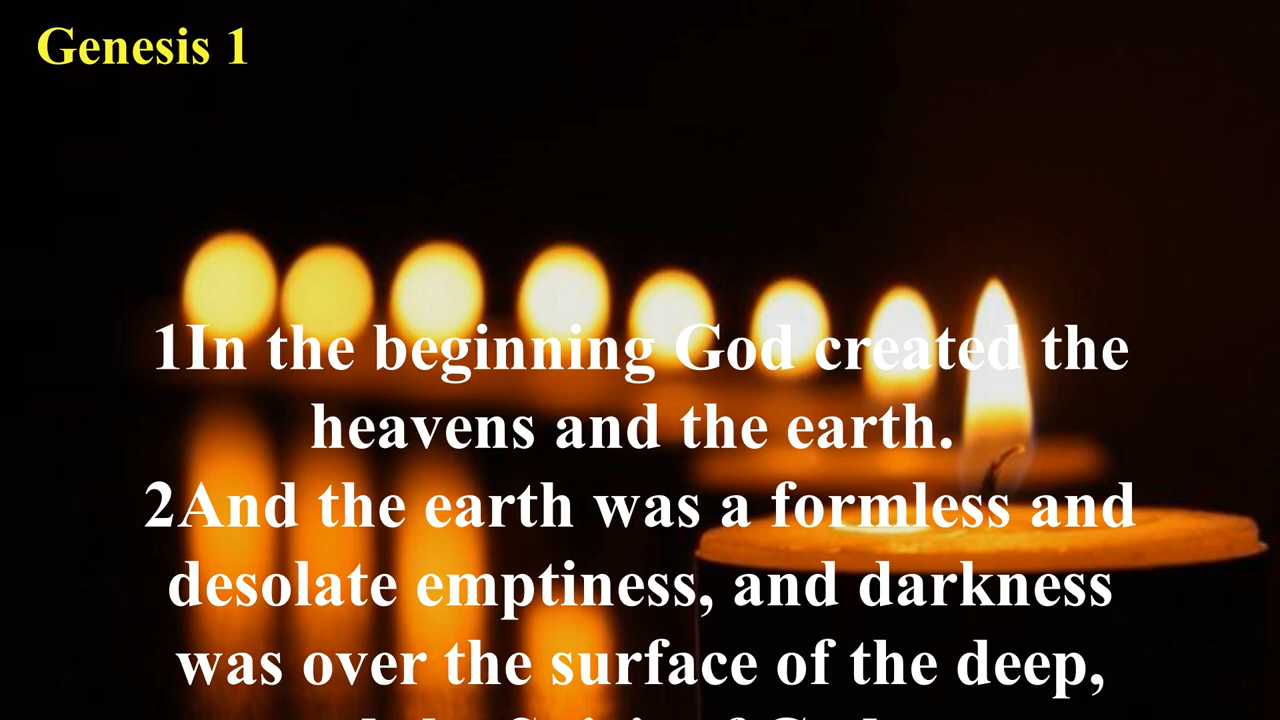 Genesis 1
1In the beginning God created the
heavens and the earth.
2And the earth was a formless and
desolate emptiness, and darkness
was over the surface of the deep,